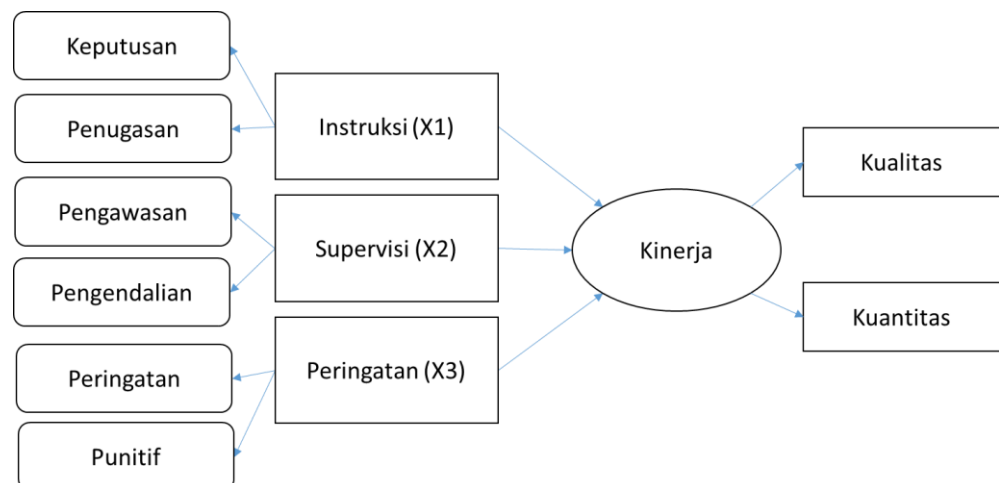 Keputusan
Penugasan
Pengawasan
Pengendalian
Peringatan
Punitif
Instruksi (X1)
Supervisi (X2)
Peringatan (X3)
Kinerja
Kualitas
Kuantitas